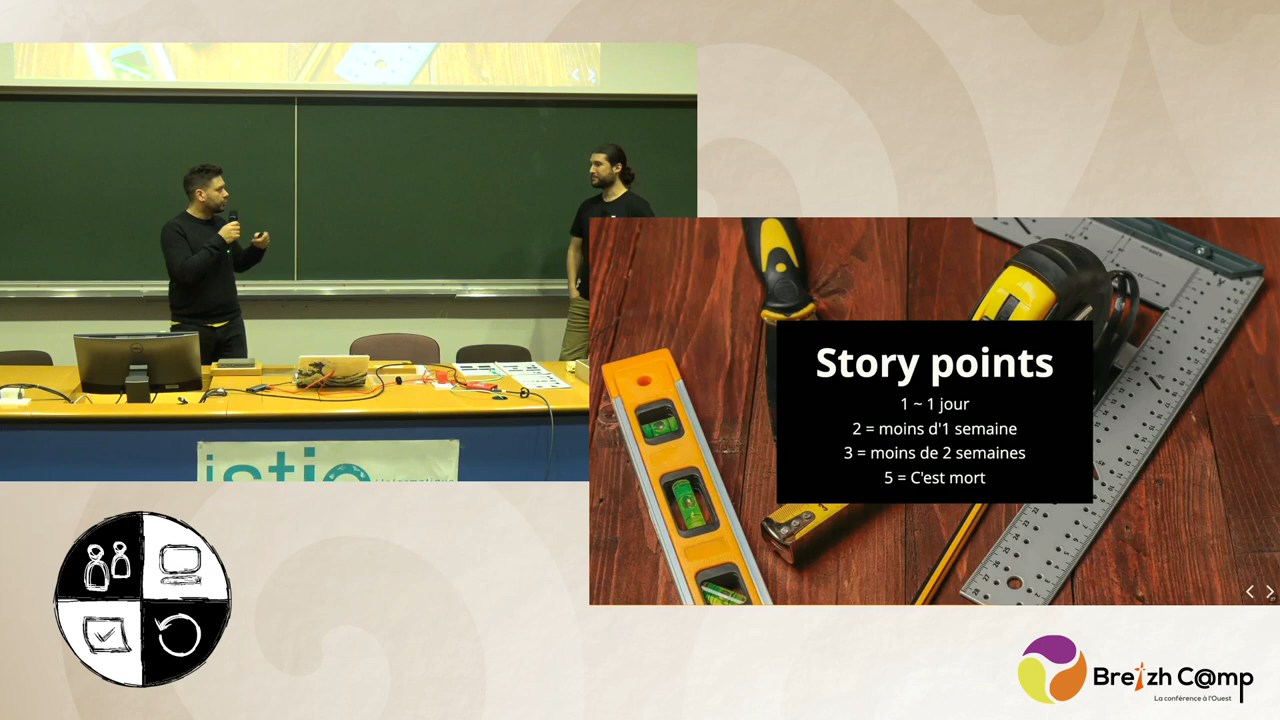 istic
Story points
1 ~ 1 jour
2 = moins d'1 semaine
3 = moins de 2 semaines
5 = C'est mort
Breizh C@mp
La conférence à l'Ouest